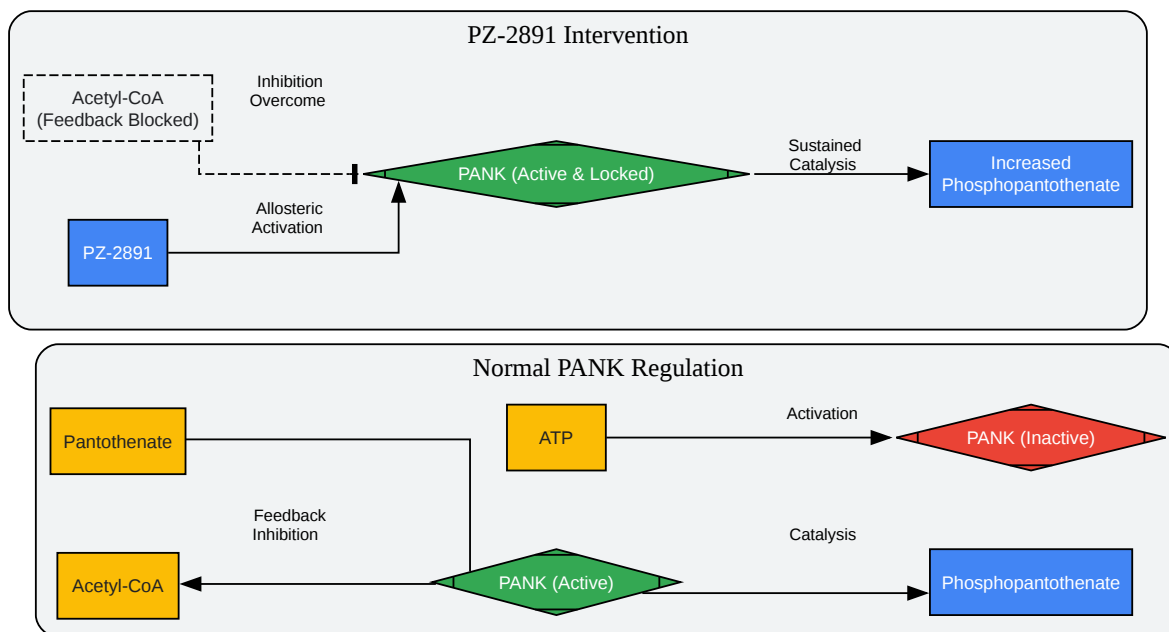 PZ-2891 Intervention
Acetyl-CoA
(Feedback Blocked)
Inhibition
Overcome
PANK (Active & Locked)
Sustained
Catalysis
Increased
Phosphopantothenate
Allosteric
Activation
PZ-2891
Normal PANK Regulation
Pantothenate
ATP
Activation
PANK (Inactive)
Feedback
Inhibition
Catalysis
Acetyl-CoA
PANK (Active)
Phosphopantothenate